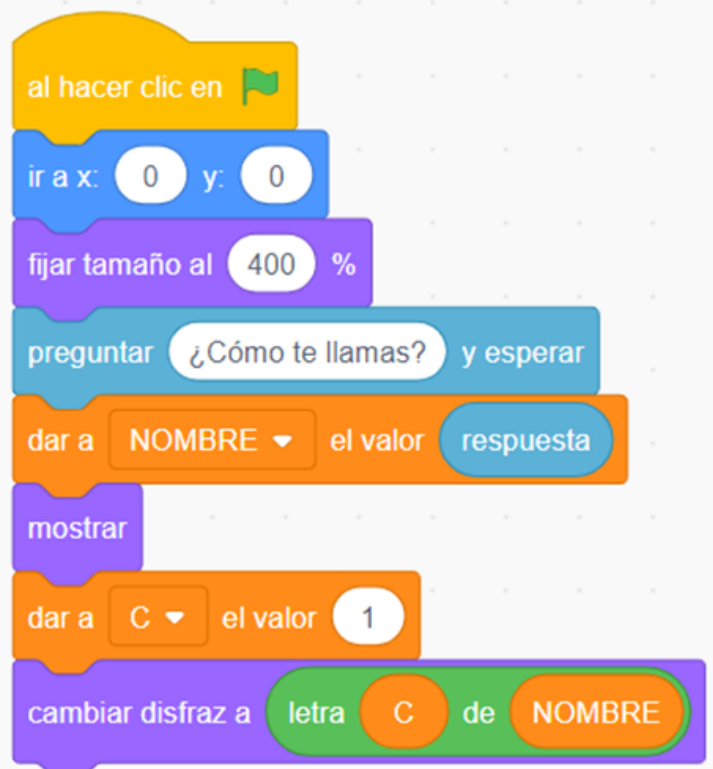 al hacer clic en
ir a x: 0 y: 0
fijar tamaño al 400 %
preguntar ¿Cómo te llamas? y esperar
dar a NOMBRE el valor respuesta
mostrar
dar a C el valor 1
cambiar disfraz a letra C de NOMBRE